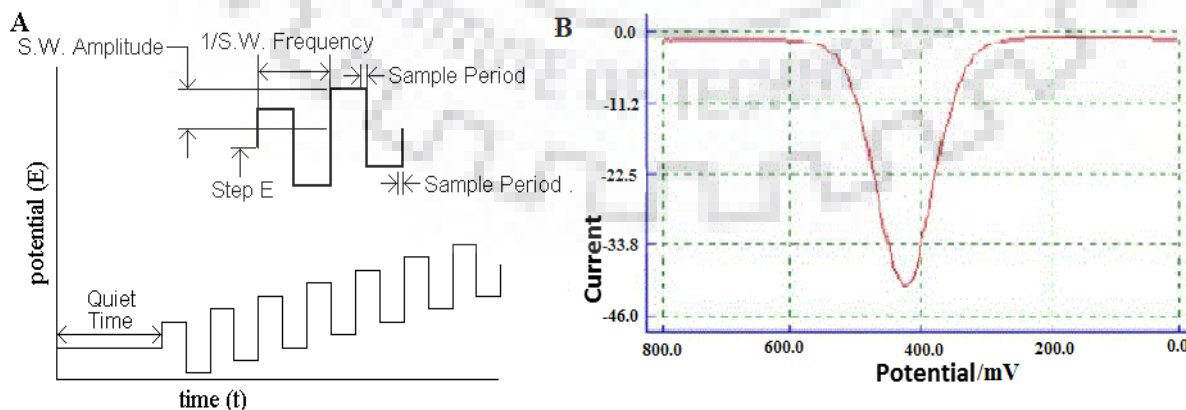 A
S.W. Amplitude
1/S.W. Frequency
Sample Period
Step E
Sample Period .
potential (E)
Quiet
Time
time (t)
B
0.0
-11.2
-22.5
-33.8
-46.0
Current
800.0
600.0
400.0
200.0
0.0
Potential/mV